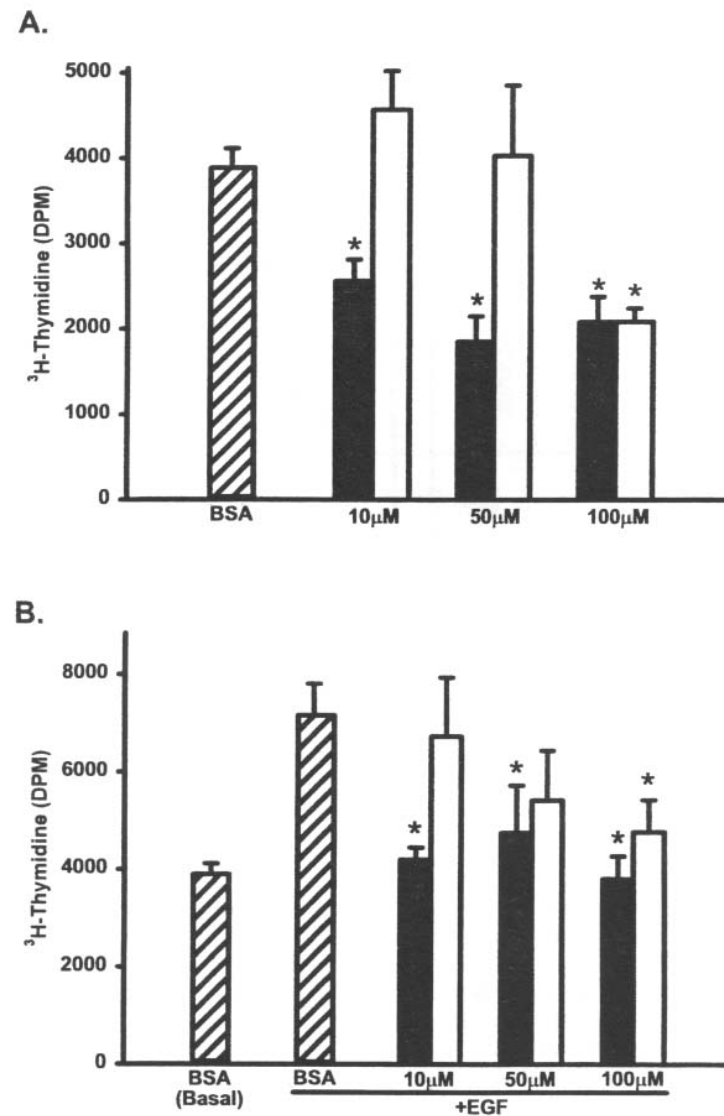 A.
5000
4000
3000
2000
1000
0
³H-Thymidine (DPM)
* * * *
BSA 10μM 50μM 100μM
B.
8000
6000
4000
2000
0
³H-Thymidine (DPM)
* * * *
BSA (Basal) BSA 10μM 50μM 100μM
+EGF